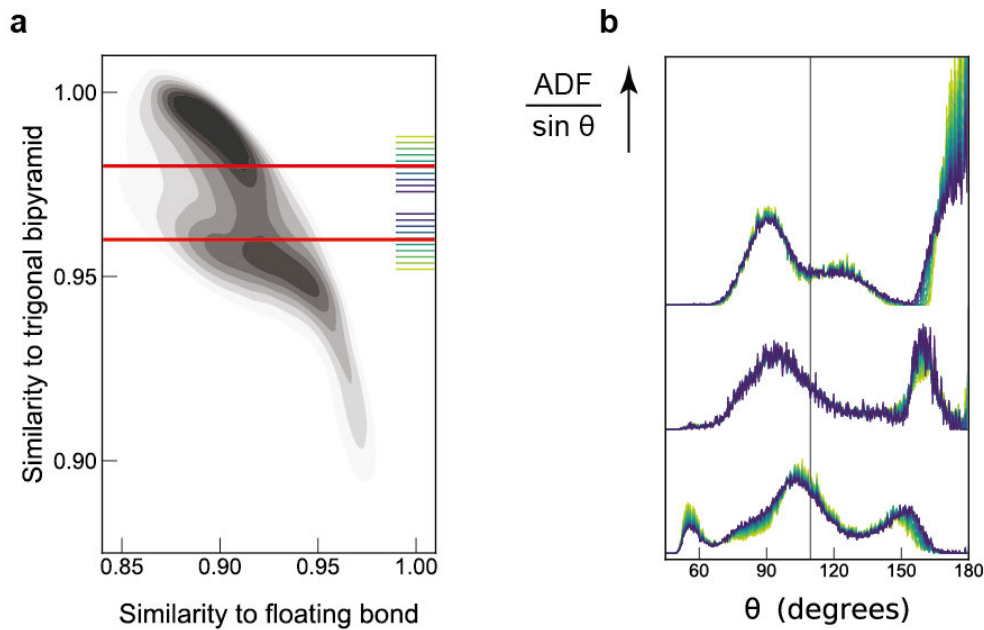 a
b
Similarity to trigonal bipyramid
1.00
0.95
0.90
0.85 0.90 0.95 1.00
Similarity to floating bond
ADF
sin θ
60 90 120 150 180
θ (degrees)